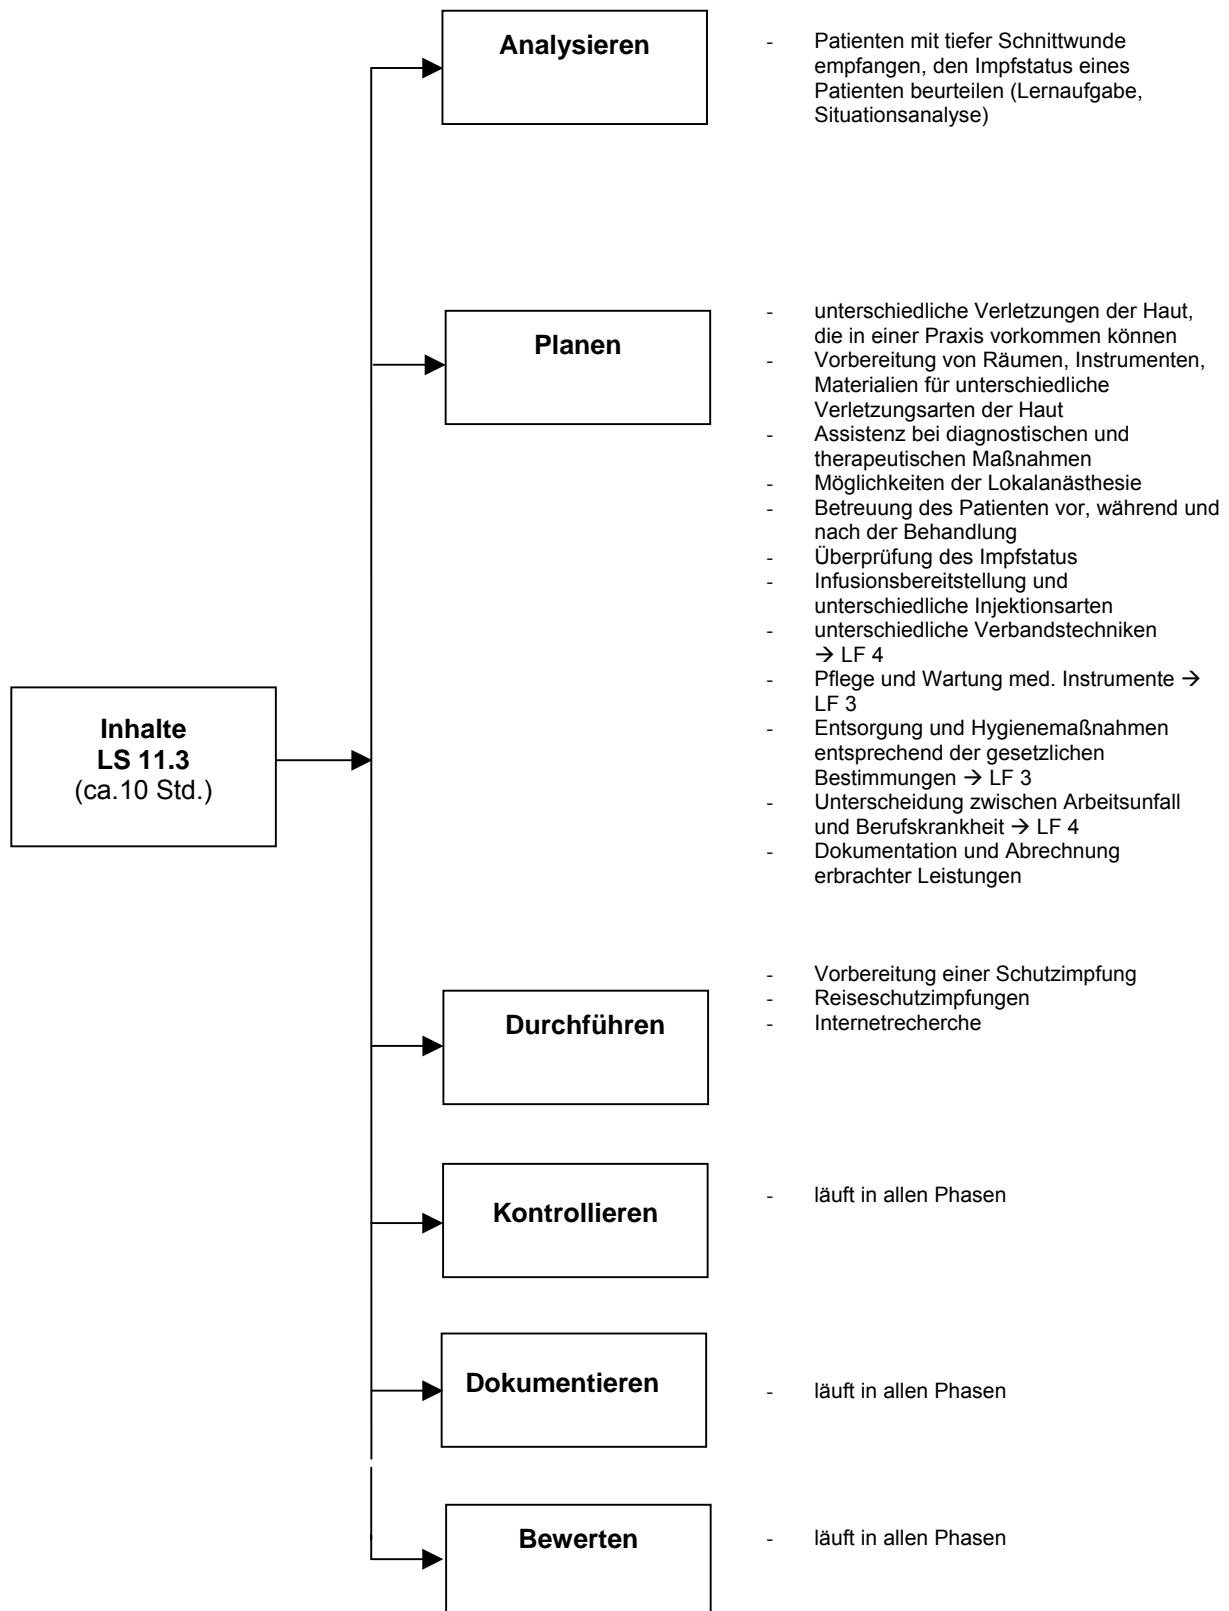 Analysieren
- Patienten mit tiefer Schnittwunde
empfangen, den Impfstatus eines
Patienten beurteilen (Lernaufgabe,
Situationsanalyse)
Planen
- unterschiedliche Verletzungen der Haut,
die in einer Praxis vorkommen können
- Vorbereitung von Räumen, Instrumenten,
Materialien für unterschiedliche
Verletzungsarten der Haut
- Assistenz bei diagnostischen und
therapeutischen Maßnahmen
- Möglichkeiten der Lokalanästhesie
- Betreuung des Patienten vor, während und
nach der Behandlung
- Überprüfung des Impfstatus
- Infusionsbereitstellung und
unterschiedliche Injektionsarten
- unterschiedliche Verbandstechniken
→ LF 4
- Pflege und Wartung med. Instrumente →
LF 3
- Entsorgung und Hygienemaßnahmen
entsprechend der gesetzlichen
Bestimmungen → LF 3
- Unterscheidung zwischen Arbeitsunfall
und Berufskrankheit → LF 4
- Dokumentation und Abrechnung
erbrachter Leistungen
Inhalte
LS 11.3
(ca.10 Std.)
Durchführen
- Vorbereitung einer Schutzimpfung
- Reiseschutzimpfungen
- Internetrecherche
Kontrollieren
- läuft in allen Phasen
Dokumentieren
- läuft in allen Phasen
Bewerten
- läuft in allen Phasen